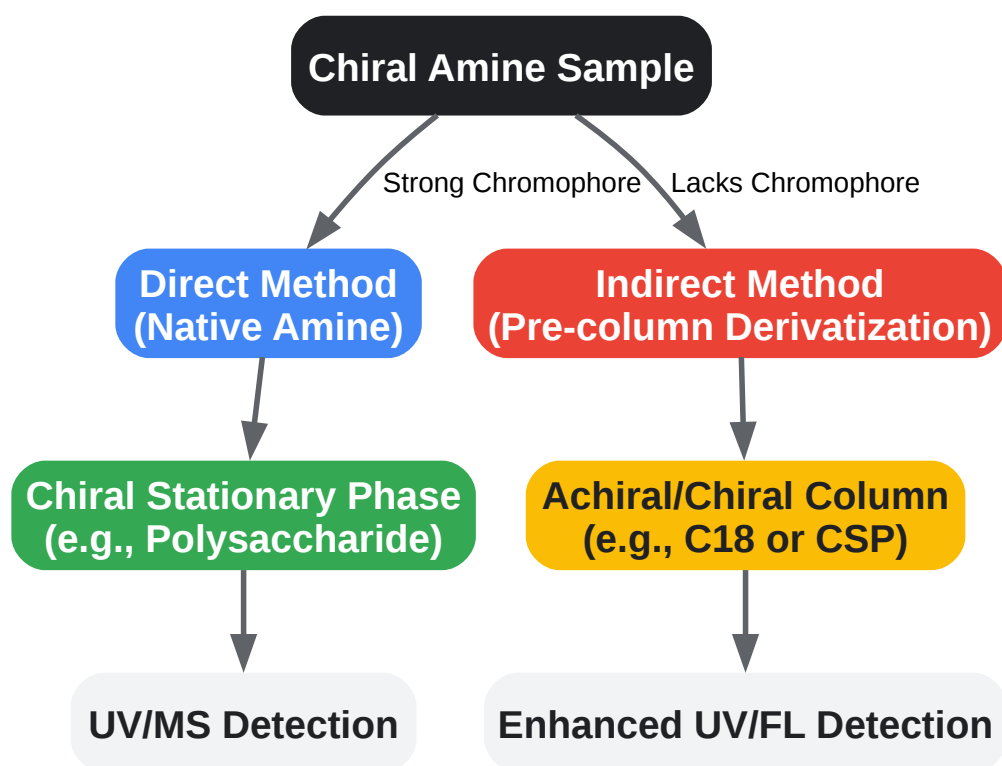 Chiral Amine Sample
Strong Chromophore
Lacks Chromophore
Direct Method
(Native Amine)
Indirect Method
(Pre-column Derivatization)
Chiral Stationary Phase
(e.g., Polysaccharide)
Achiral/Chiral Column
(e.g., C18 or CSP)
UV/MS Detection
Enhanced UV/FL Detection